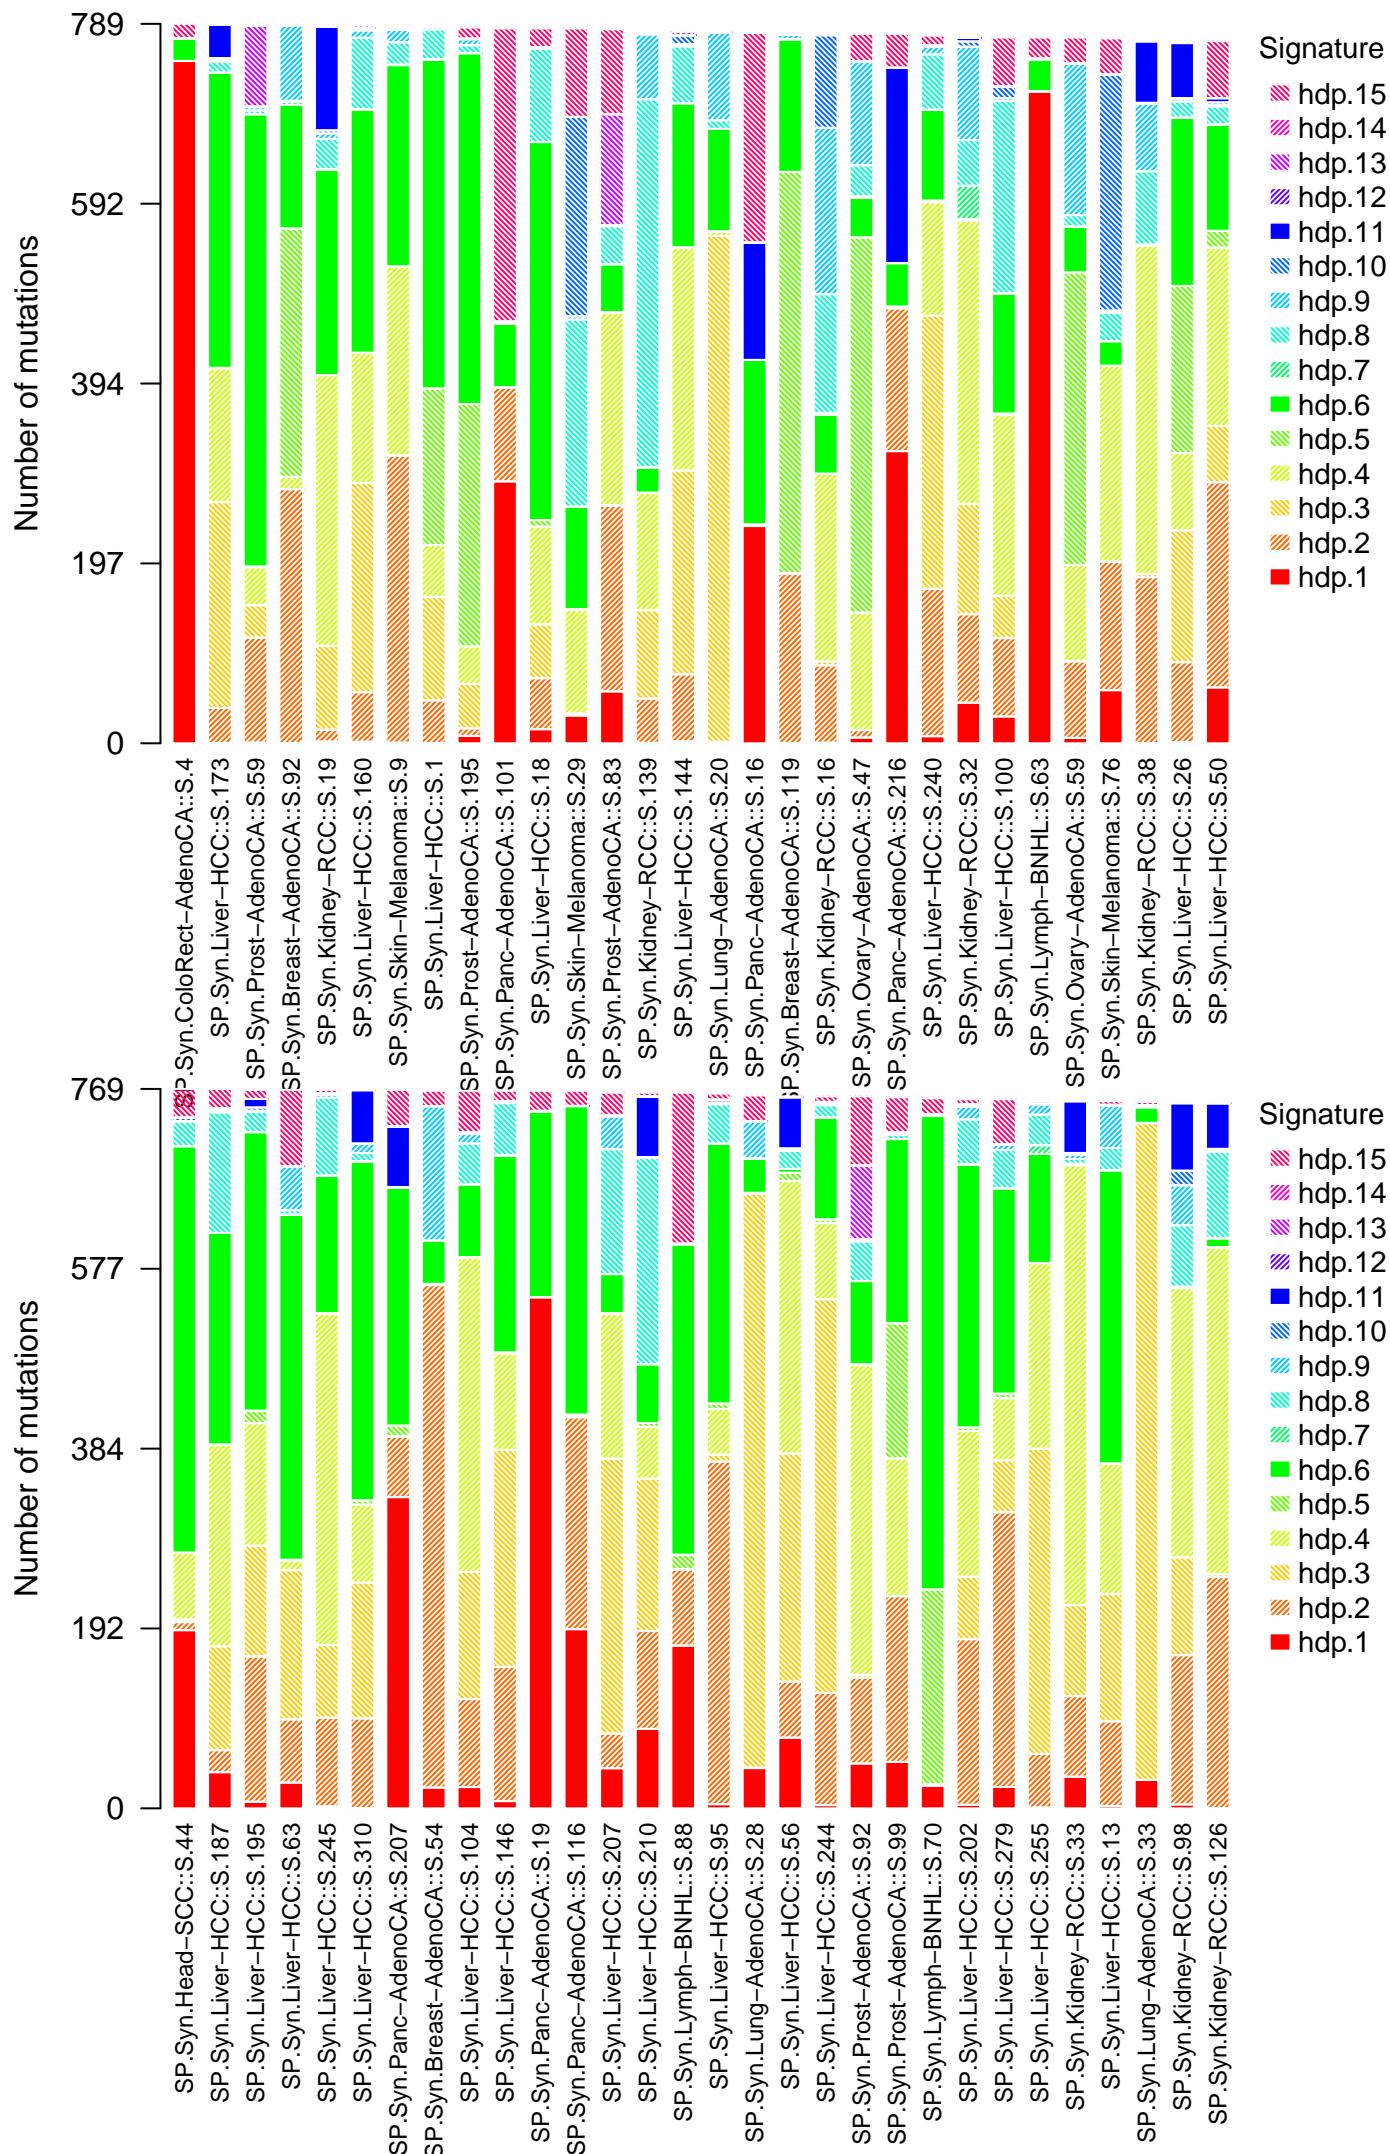 Number of mutations
789
592
394
197
0
SP.Syn.ColoRect−AdenoCA::S.4
SP.Syn.Liver−HCC::S.173
SP.Syn.Prost−AdenoCA::S.59
SP.Syn.Breast−AdenoCA::S.92
SP.Syn.Kidney−RCC::S.19
SP.Syn.Liver−HCC::S.160
SP.Syn.Skin−Melanoma::S.9
SP.Syn.Liver−HCC::S.1
SP.Syn.Prost−AdenoCA::S.195
SP.Syn.Panc−AdenoCA::S.101
SP.Syn.Liver−HCC::S.18
SP.Syn.Skin−Melanoma::S.29
SP.Syn.Prost−AdenoCA::S.83
SP.Syn.Kidney−RCC::S.139
SP.Syn.Liver−HCC::S.144
SP.Syn.Lung−AdenoCA::S.20
SP.Syn.Panc−AdenoCA::S.16
SP.Syn.Breast−AdenoCA::S.119
SP.Syn.Kidney−RCC::S.16
SP.Syn.Ovary−AdenoCA::S.47
SP.Syn.Panc−AdenoCA::S.216
SP.Syn.Liver−HCC::S.240
SP.Syn.Kidney−RCC::S.32
SP.Syn.Liver−HCC::S.100
SP.Syn.Lymph−BNHL::S.63
SP.Syn.Ovary−AdenoCA::S.59
SP.Syn.Skin−Melanoma::S.76
SP.Syn.Kidney−RCC::S.38
SP.Syn.Liver−HCC::S.26
SP.Syn.Liver−HCC::S.50
Signature
hdp.15
hdp.14
hdp.13
hdp.12
hdp.11
hdp.10
hdp.9
hdp.8
hdp.7
hdp.6
hdp.5
hdp.4
hdp.3
hdp.2
hdp.1
Number of mutations
769
577
384
192
0
SP.Syn.Head−SCC::S.44
SP.Syn.Liver−HCC::S.187
SP.Syn.Liver−HCC::S.195
SP.Syn.Liver−HCC::S.63
SP.Syn.Liver−HCC::S.245
SP.Syn.Liver−HCC::S.310
SP.Syn.Panc−AdenoCA::S.207
SP.Syn.Breast−AdenoCA::S.54
SP.Syn.Liver−HCC::S.104
SP.Syn.Liver−HCC::S.146
SP.Syn.Panc−AdenoCA::S.19
SP.Syn.Panc−AdenoCA::S.116
SP.Syn.Liver−HCC::S.207
SP.Syn.Liver−HCC::S.210
SP.Syn.Lymph−BNHL::S.88
SP.Syn.Liver−HCC::S.95
SP.Syn.Lung−AdenoCA::S.28
SP.Syn.Liver−HCC::S.56
SP.Syn.Liver−HCC::S.244
SP.Syn.Prost−AdenoCA::S.92
SP.Syn.Prost−AdenoCA::S.99
SP.Syn.Lymph−BNHL::S.70
SP.Syn.Liver−HCC::S.202
SP.Syn.Liver−HCC::S.279
SP.Syn.Liver−HCC::S.255
SP.Syn.Kidney−RCC::S.33
SP.Syn.Liver−HCC::S.13
SP.Syn.Lung−AdenoCA::S.33
SP.Syn.Kidney−RCC::S.98
SP.Syn.Kidney−RCC::S.126
Signature
hdp.15
hdp.14
hdp.13
hdp.12
hdp.11
hdp.10
hdp.9
hdp.8
hdp.7
hdp.6
hdp.5
hdp.4
hdp.3
hdp.2
hdp.1